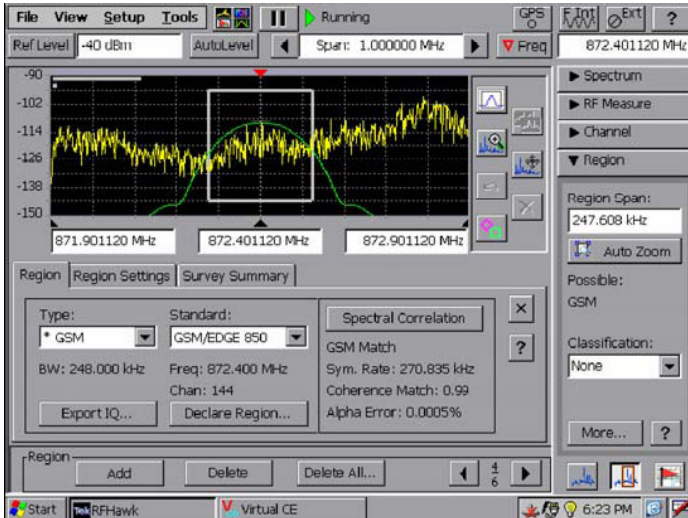 File View Setup Tools Running GPS F.Int Ext ?
Ref Level -40 dBm AutoLevel Span: 1.000000 MHz Freq 872.401120 MHz
-90
-102
-114
-126
-138
-150
871.901120 MHz 872.401120 MHz 872.901120 MHz
Spectrum
RF Measure
Channel
Region
Region Span:
247.608 kHz
Auto Zoom
Possible:
GSM
Classification:
None
More... ?
Region Region Settings Survey Summary
Type: Standard: Spectral Correlation ×
* GSM GSM/EDGE 850 GSM Match ?
BW: 248.000 kHz Freq: 872.400 MHz Sym. Rate: 270.835 kHz
Chan: 144 Coherence Match: 0.99
Export IQ... Declare Region... Alpha Error: 0.0005%
Region
Add Delete Delete All... 4
6
Start Tek RFHawk Virtual CE 6:23 PM